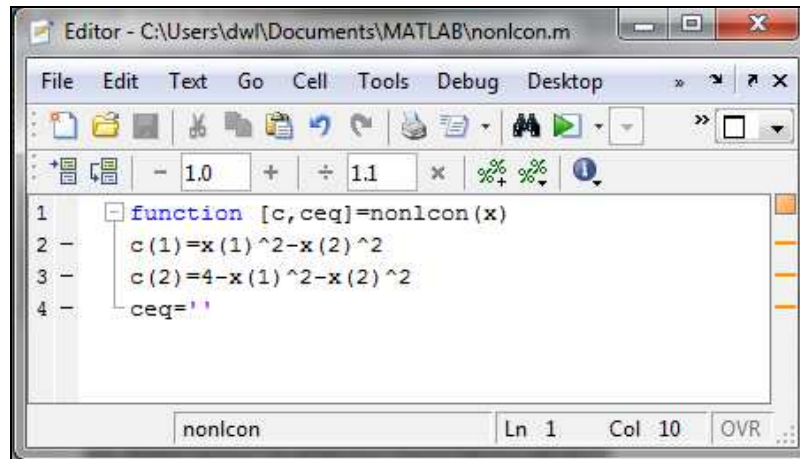 Editor - C:\Users\dwl\Documents\MATLAB\nonlcon.m
File Edit Text Go Cell Tools Debug Desktop »
»
− 1.0 + ÷ 1.1 ×
1 function [c,ceq]=nonlcon(x)
2 − c(1)=x(1)^2-x(2)^2
3 − c(2)=4-x(1)^2-x(2)^2
4 − ceq=''
nonlcon Ln 1 Col 10 OVR